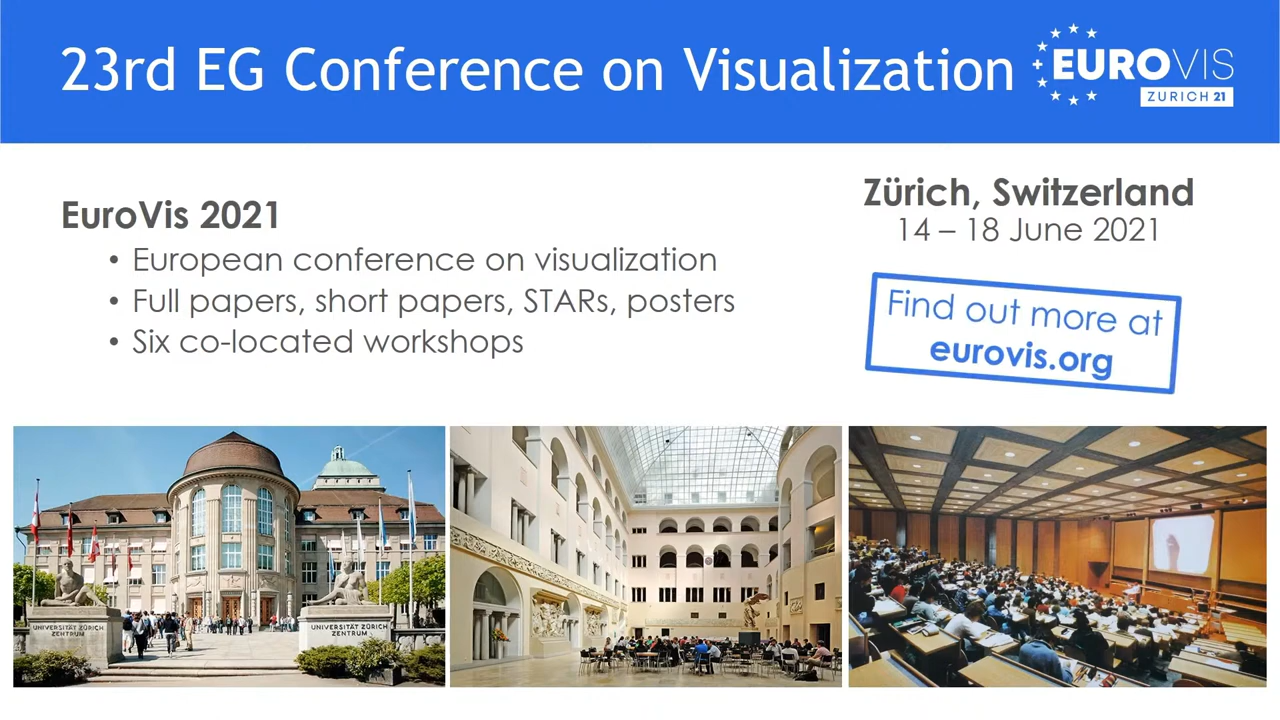 23rd EG Conference on Visualization
EUROVIS
ZURICH 21
EuroVis 2021
• European conference on visualization
• Full papers, short papers, STARs, posters
• Six co-located workshops
Zürich, Switzerland
14 – 18 June 2021
Find out more at
eurovis.org
UNIVERSITÄT ZÜRICH
ZENTRUM
UNIVERSITÄT ZÜRICH
ZENTRUM